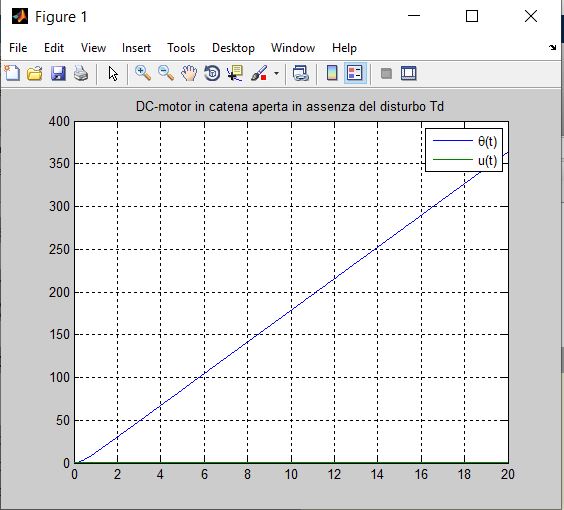 Figure 1
File Edit View Insert Tools Desktop Window Help
DC-motor in catena aperta in assenza del disturbo Td
θ(t)
u(t)
400
350
300
250
200
150
100
50
0
0 2 4 6 8 10 12 14 16 18 20